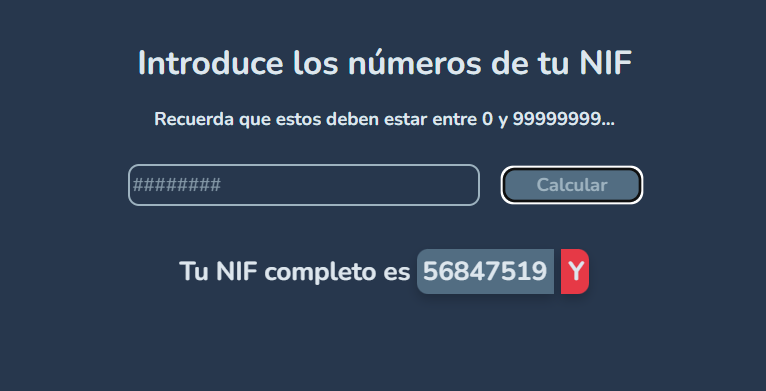 Introduce los números de tu NIF
Recuerda que estos deben estar entre 0 y 99999999...
######## Calcular
Tu NIF completo es 56847519 Y